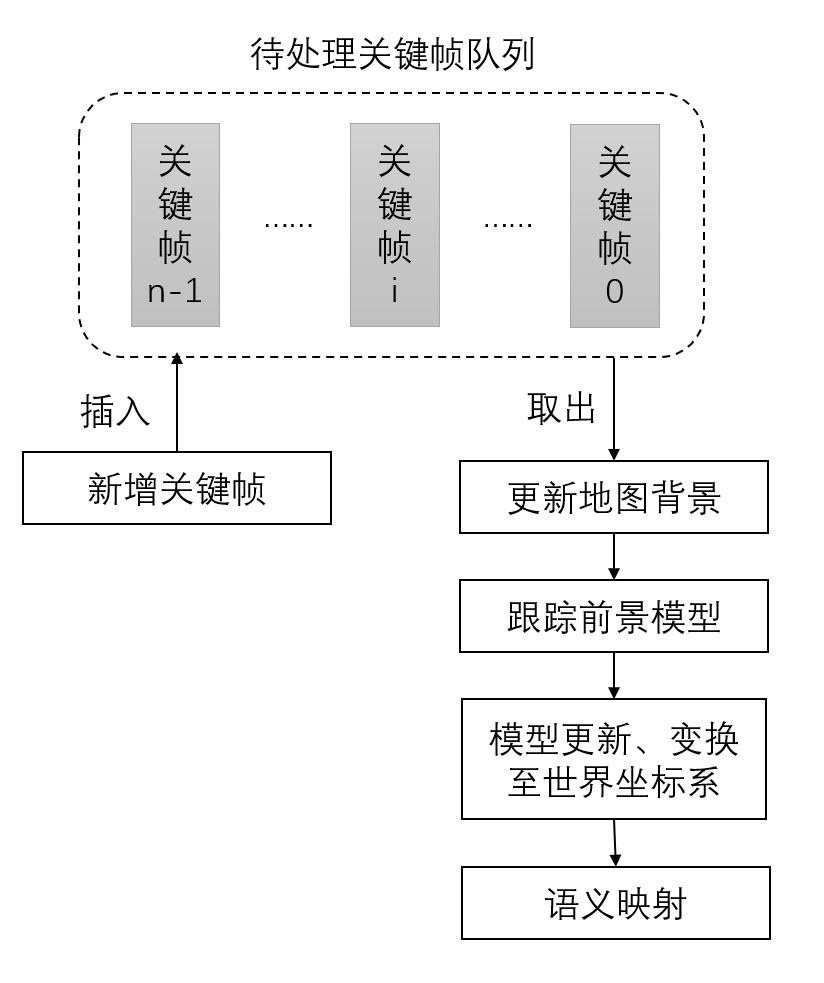 待处理关键帧队列
关键帧n-1
……
关键帧i
……
关键帧0
插入
取出
新增关键帧
更新地图背景
跟踪前景模型
模型更新、变换
至世界坐标系
语义映射